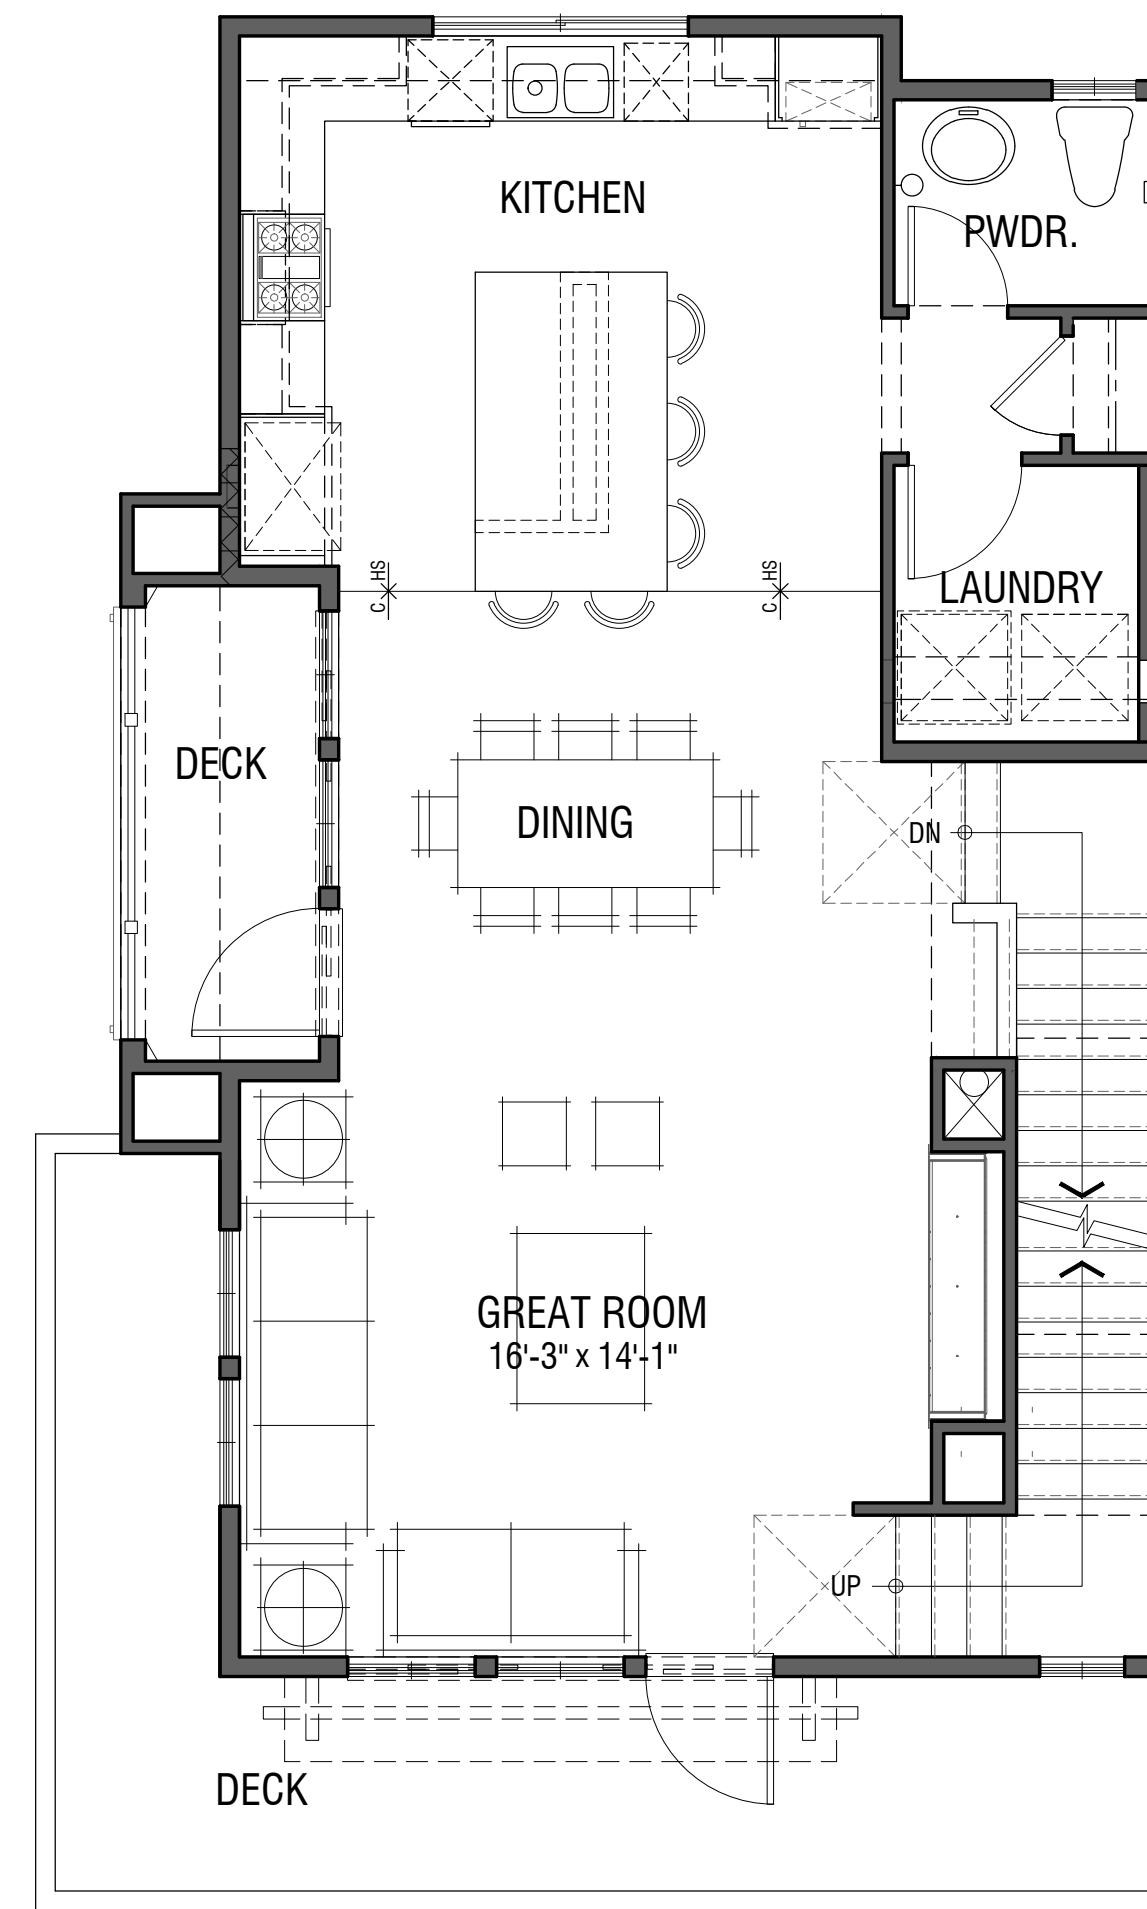 KITCHEN
PWDR.
HS
C
HS
C
LAUNDRY
DECK
DINING
DN
GREAT ROOM
16'-3" x 14'-1"
UP
DECK